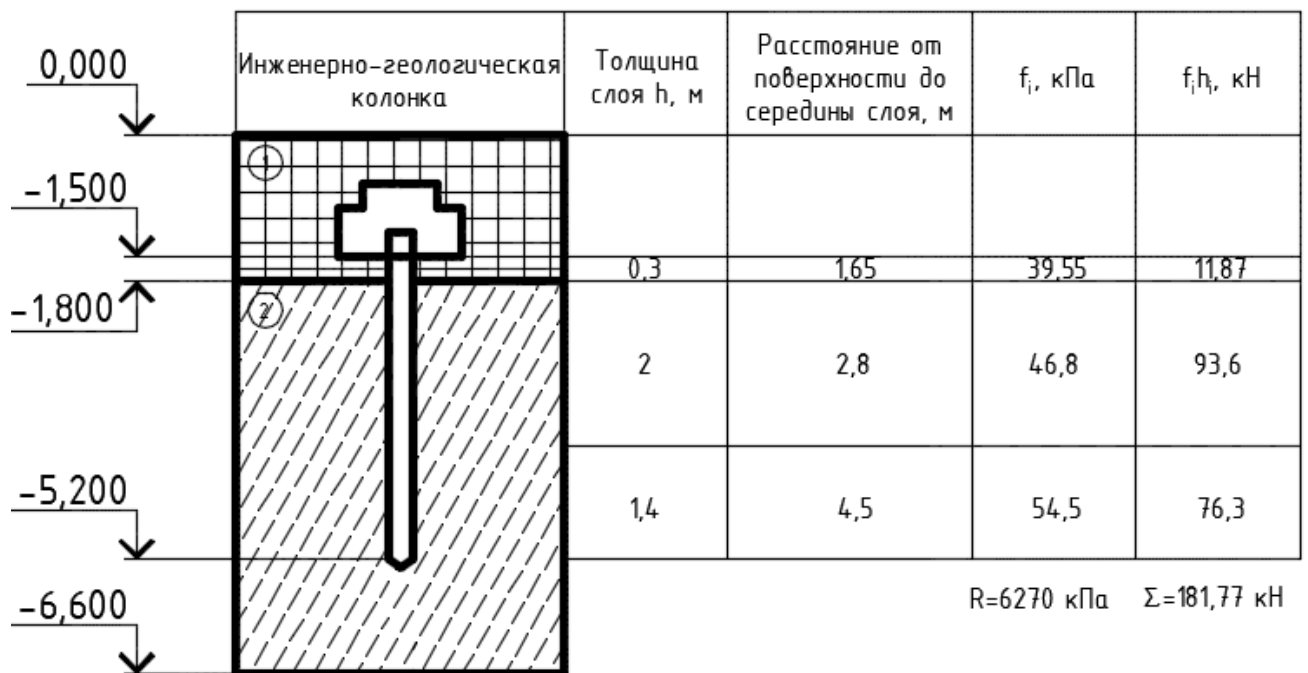 0,000
-1,500
-1,800
-5,200
-6,600
Инженерно-геологическая
колонка
Толщина
слоя h, м
Расстояние от
поверхности до
середины слоя, м
fi, кПа
fihi, кН
1
2
0,3 1,65 39,55 11,87
2 2,8 46,8 93,6
1,4 4,5 54,5 76,3
R=6270 кПа Σ=181,77 кН